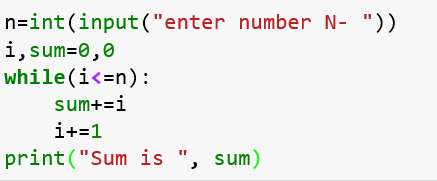 n=int(input("enter number N- "))
i,sum=0,0
while(i<=n):
    sum+=i
    i+=1
print("Sum is ", sum)